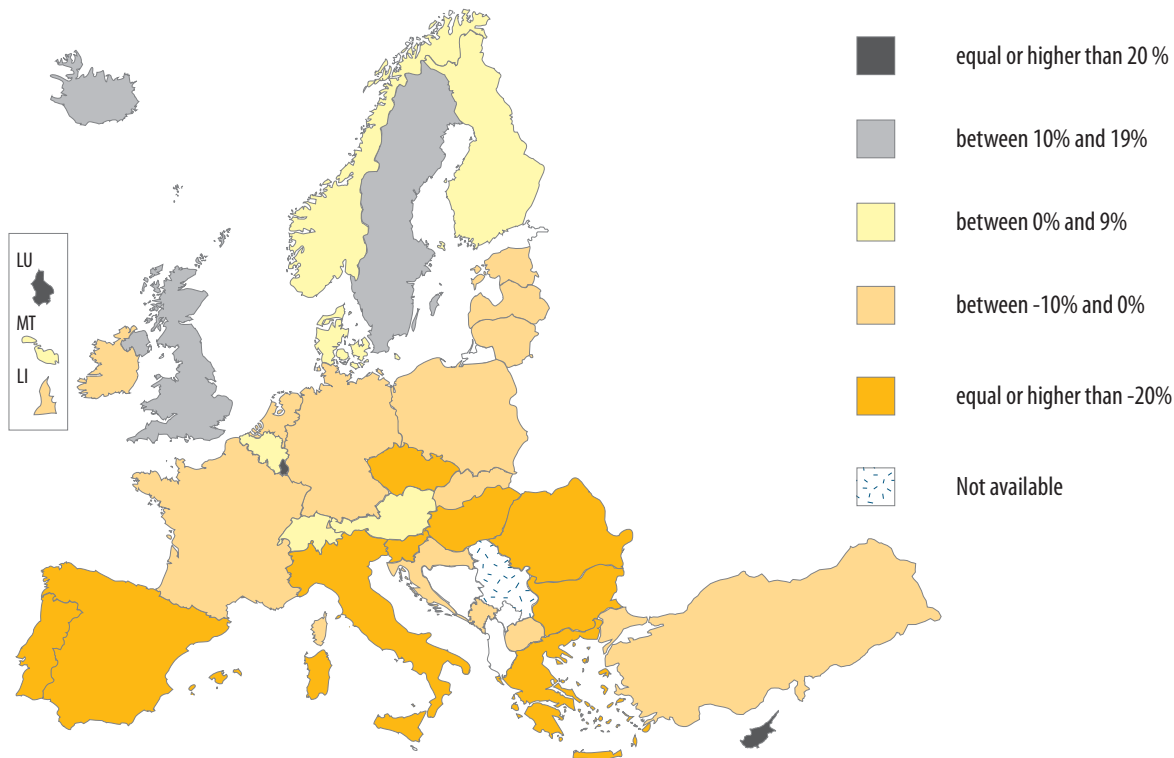 equal or higher than 20 %
between 10% and 19%
between 0% and 9%
between -10% and 0%
equal or higher than -20%
Not available
LU
MT
LI